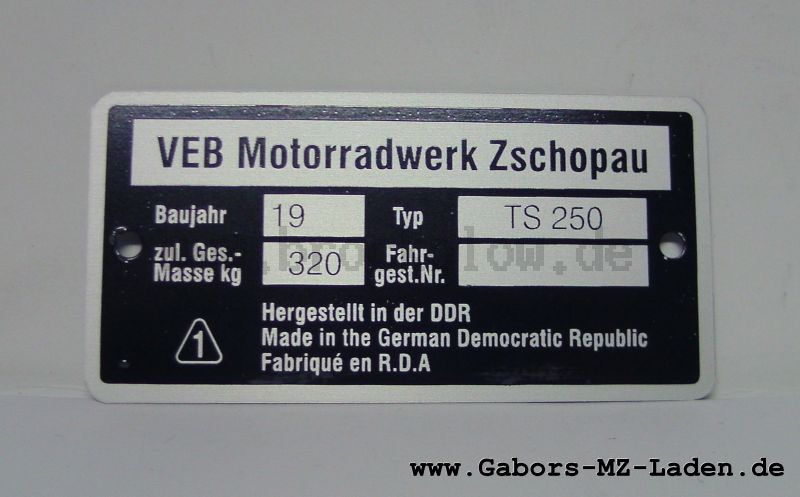 VEB Motorradwerk Zschopau
Baujahr 19 Typ TS 250
zul. Ges.-
Masse kg 320 Fahr-
gest.Nr.
Hergestellt in der DDR
1 Made in the German Democratic Republic
Fabriqué en R.D.A
www.Gabors-MZ-Laden.de